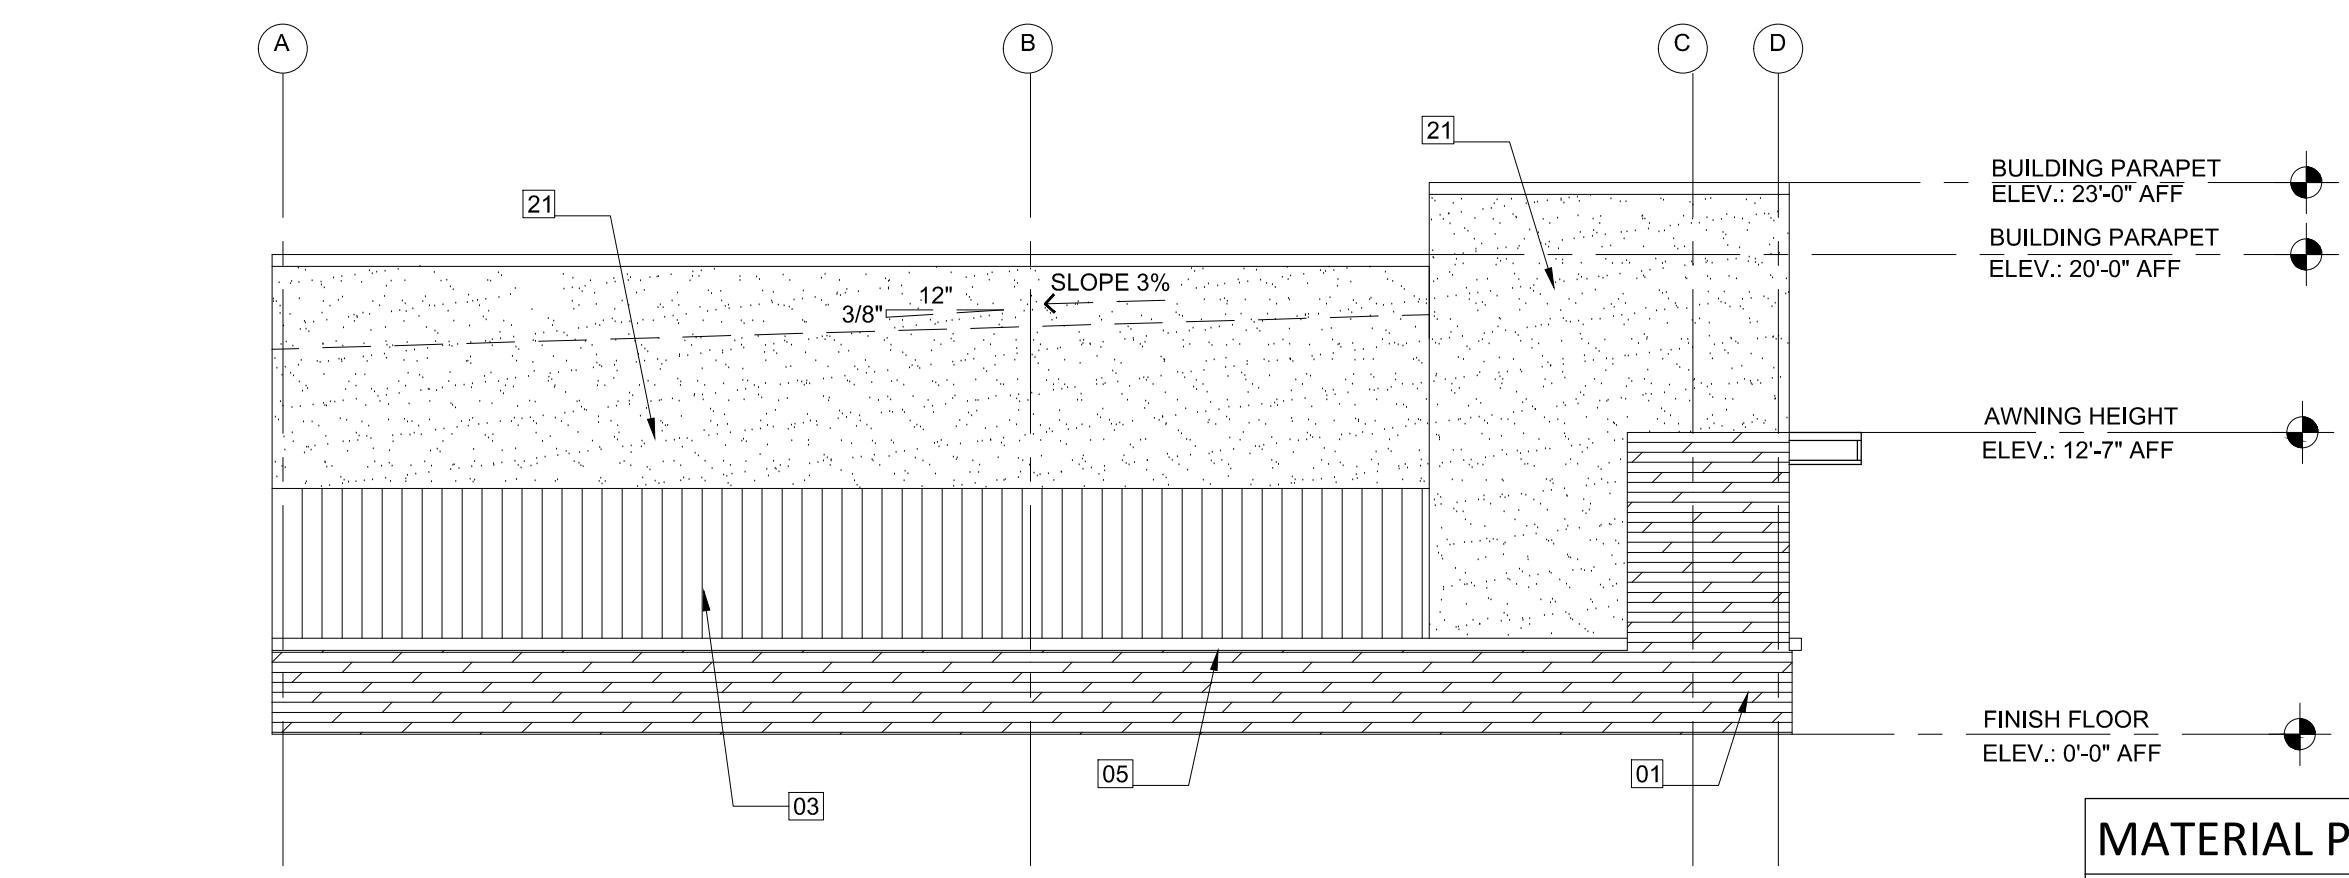 A
B
C
D
21
BUILDING PARAPET
ELEV.: 23'-0" AFF
21
BUILDING PARAPET
ELEV.: 20'-0" AFF
SLOPE 3%
12"
3/8"
AWNING HEIGHT
ELEV.: 12'-7" AFF
FINISH FLOOR
ELEV.: 0'-0" AFF
05
01
03
MATERIAL P